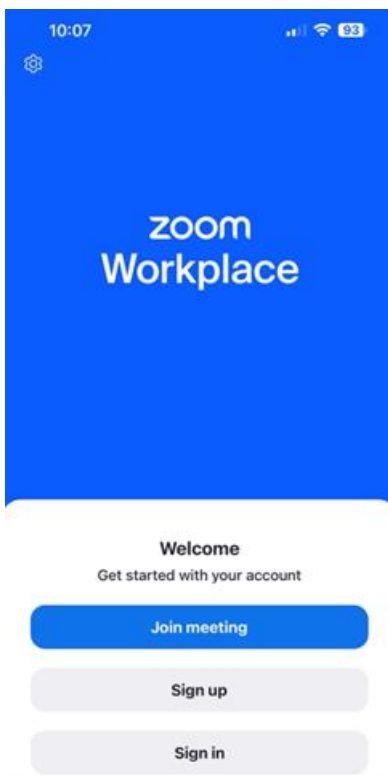 10:07
93
zoom
Workplace
Welcome
Get started with your account
Join meeting
Sign up
Sign in